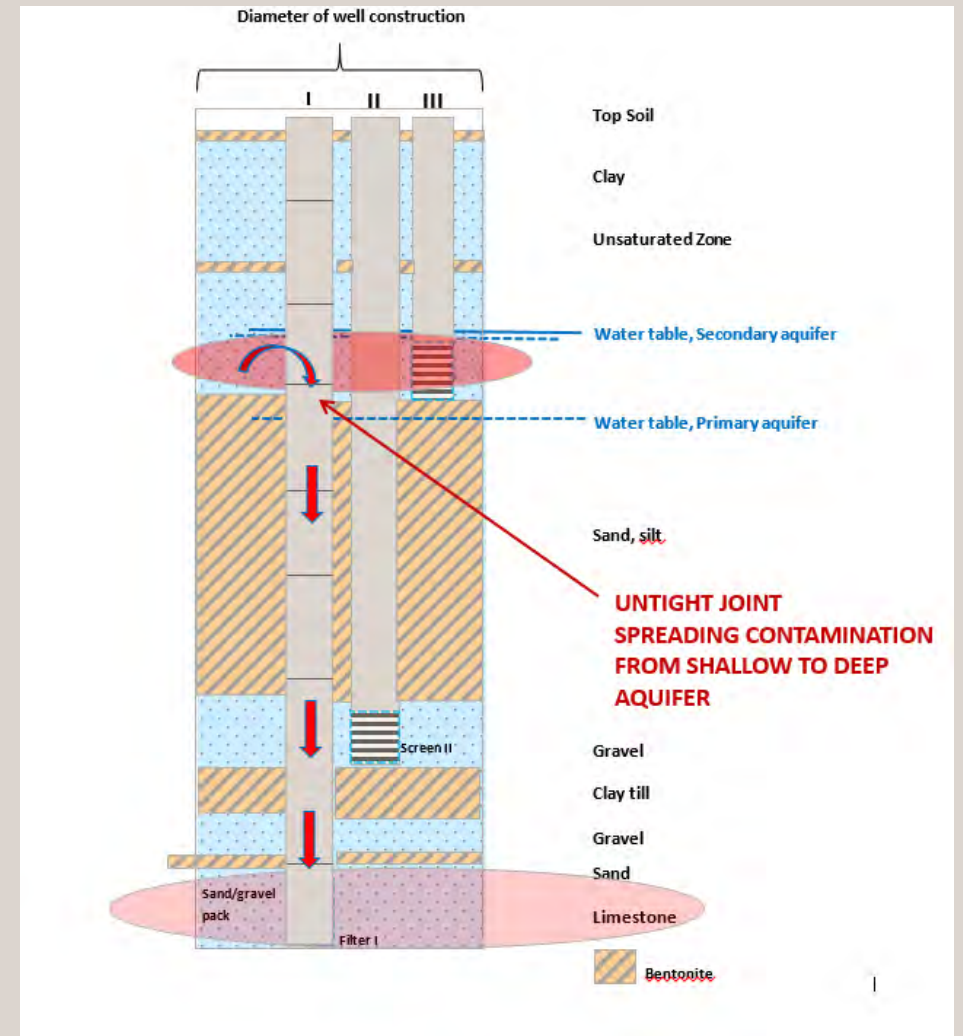 Diameter of well construction
I II III
Top Soil
Clay
Unsaturated Zone
Water table, Secondary aquifer
Water table, Primary aquifer
Sand, silt
UNTIGHT JOINT
SPREADING CONTAMINATION
FROM SHALLOW TO DEEP
AQUIFER
Screen II
Gravel
Clay till
Gravel
Sand
Sand/gravel
pack
Limestone
Filter I
Bentonite